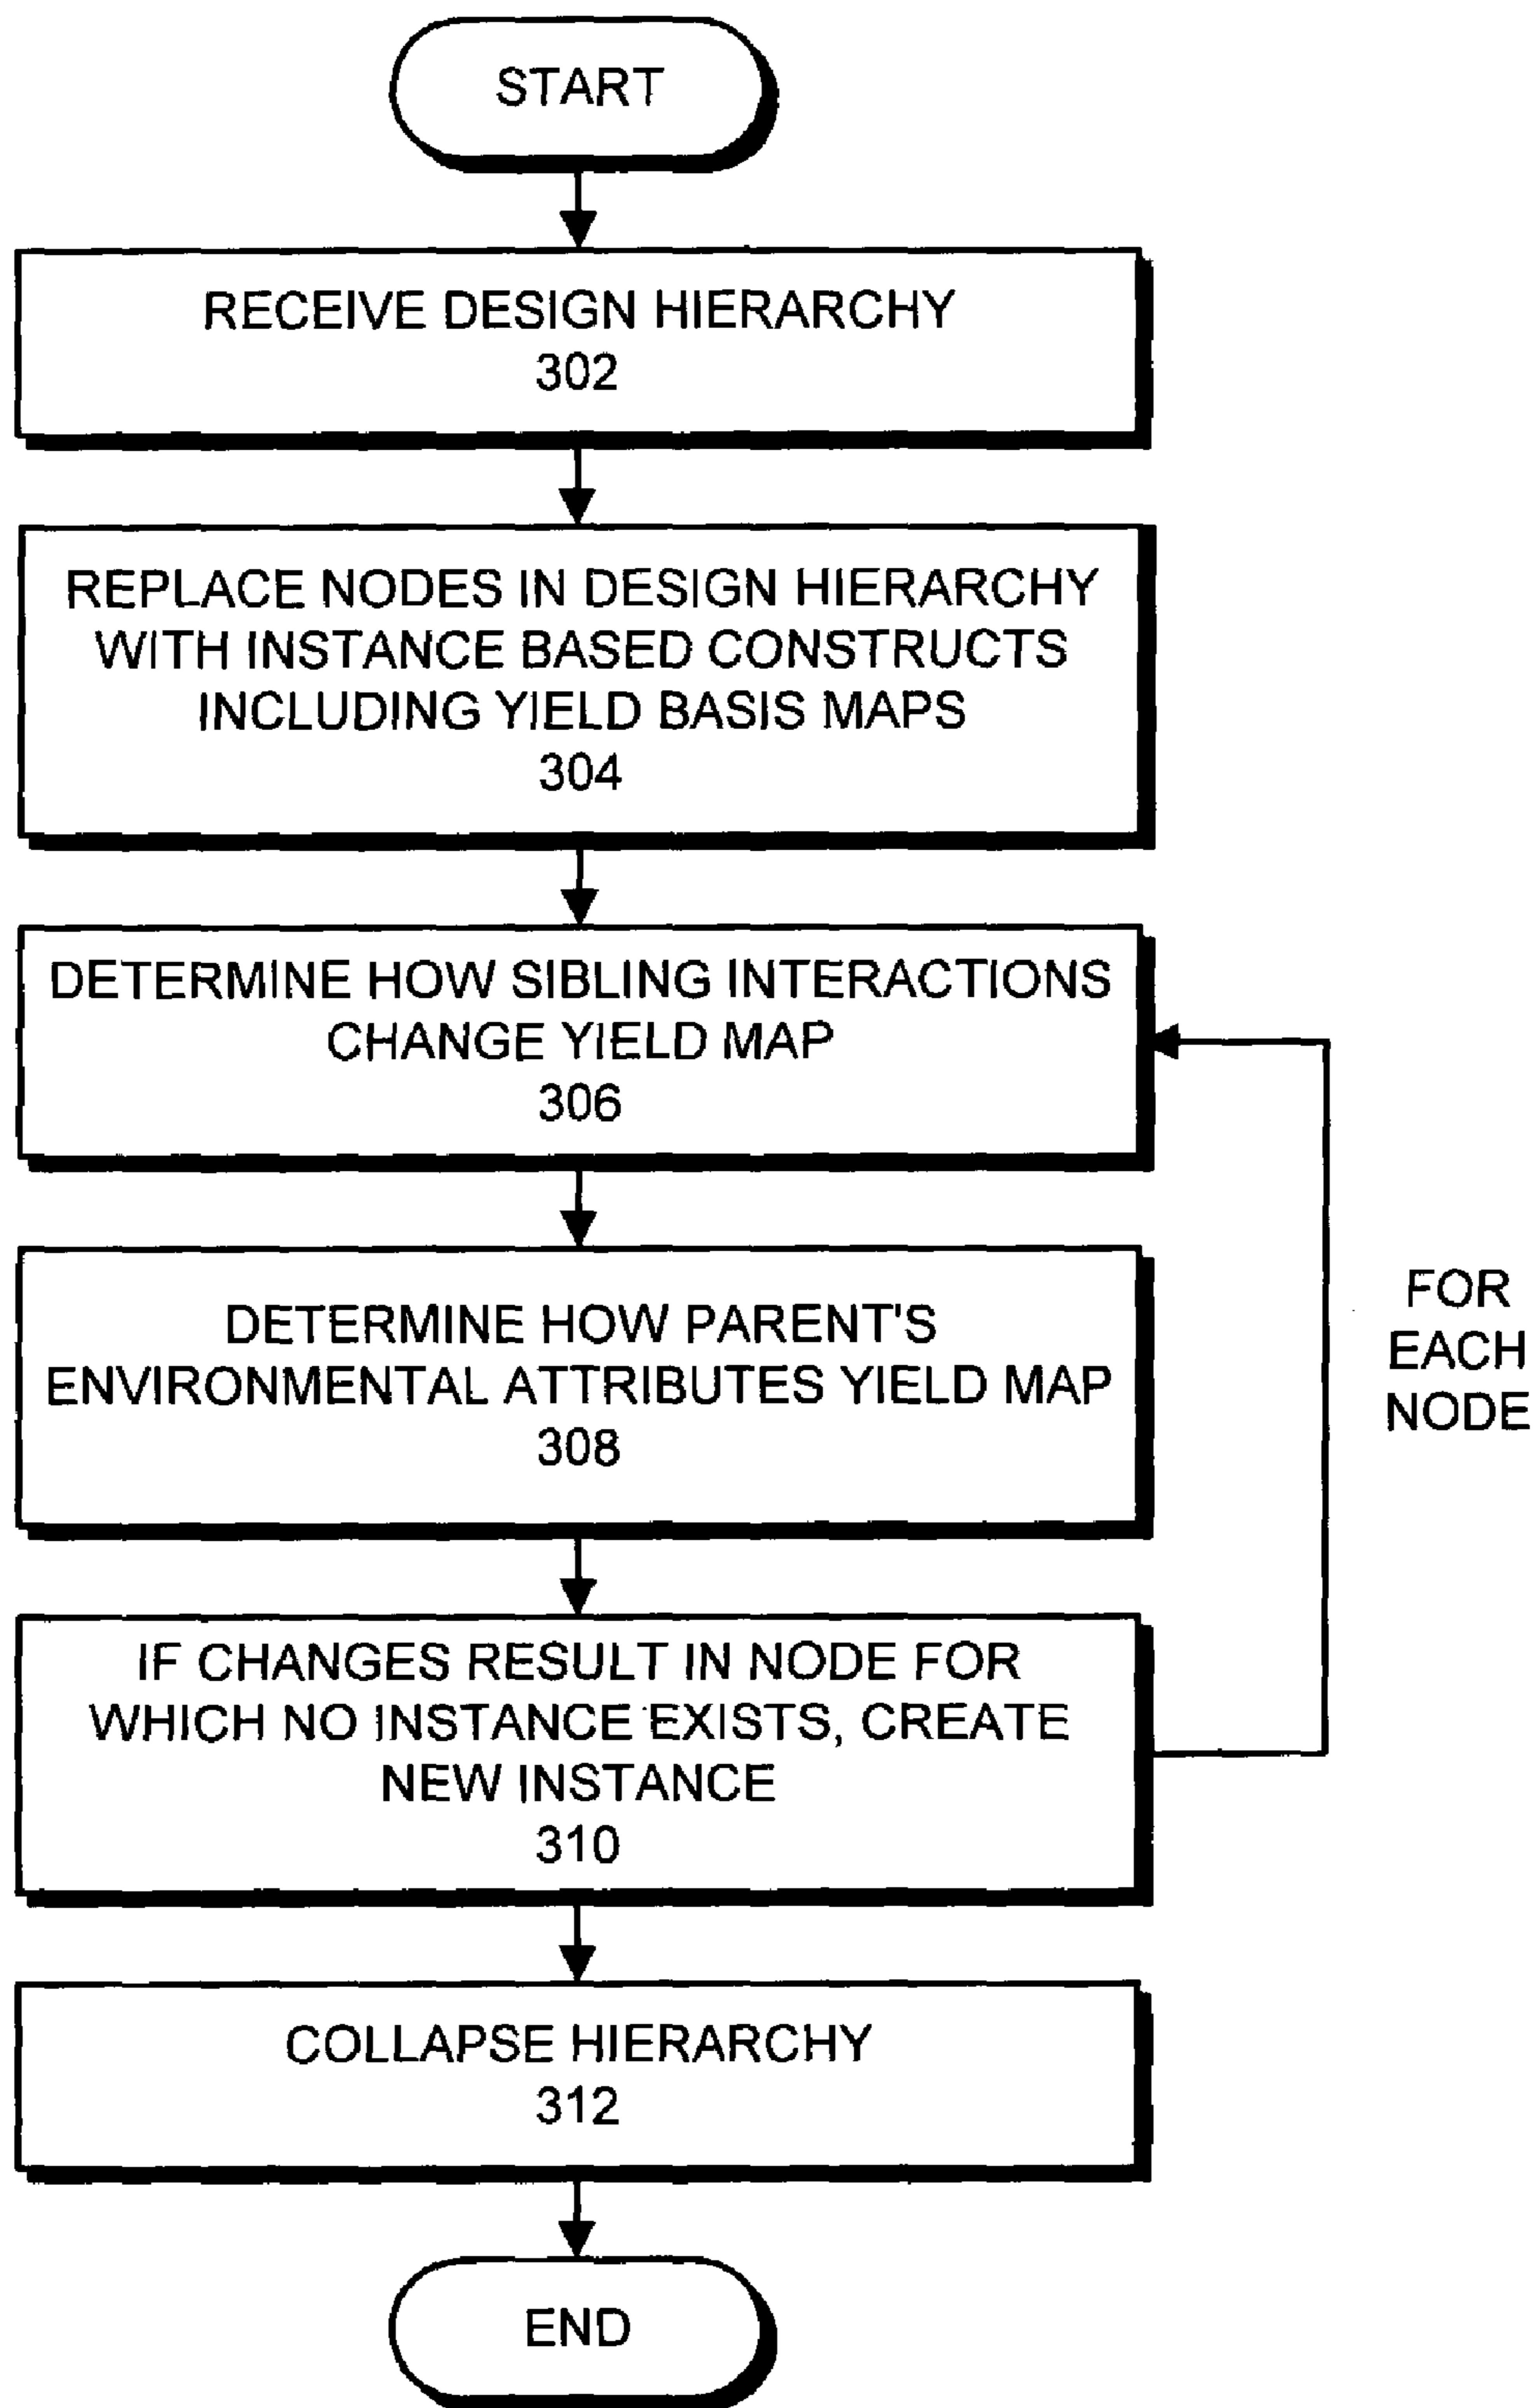 START
RECEIVE DESIGN HIERARCHY
302
REPLACE NODES IN DESIGN HIERARCHY
WITH INSTANCE BASED CONSTRUCTS
INCLUDING YIELD BASIS MAPS
304
DETERMINE HOW SIBLING INTERACTIONS
CHANGE YIELD MAP
306
DETERMINE HOW PARENT'S
ENVIRONMENTAL ATTRIBUTES YIELD MAP
308
FOR
EACH
NODE
IF CHANGES RESULT IN NODE FOR
WHICH NO INSTANCE EXISTS, CREATE
NEW INSTANCE
310
COLLAPSE HIERARCHY
312
END